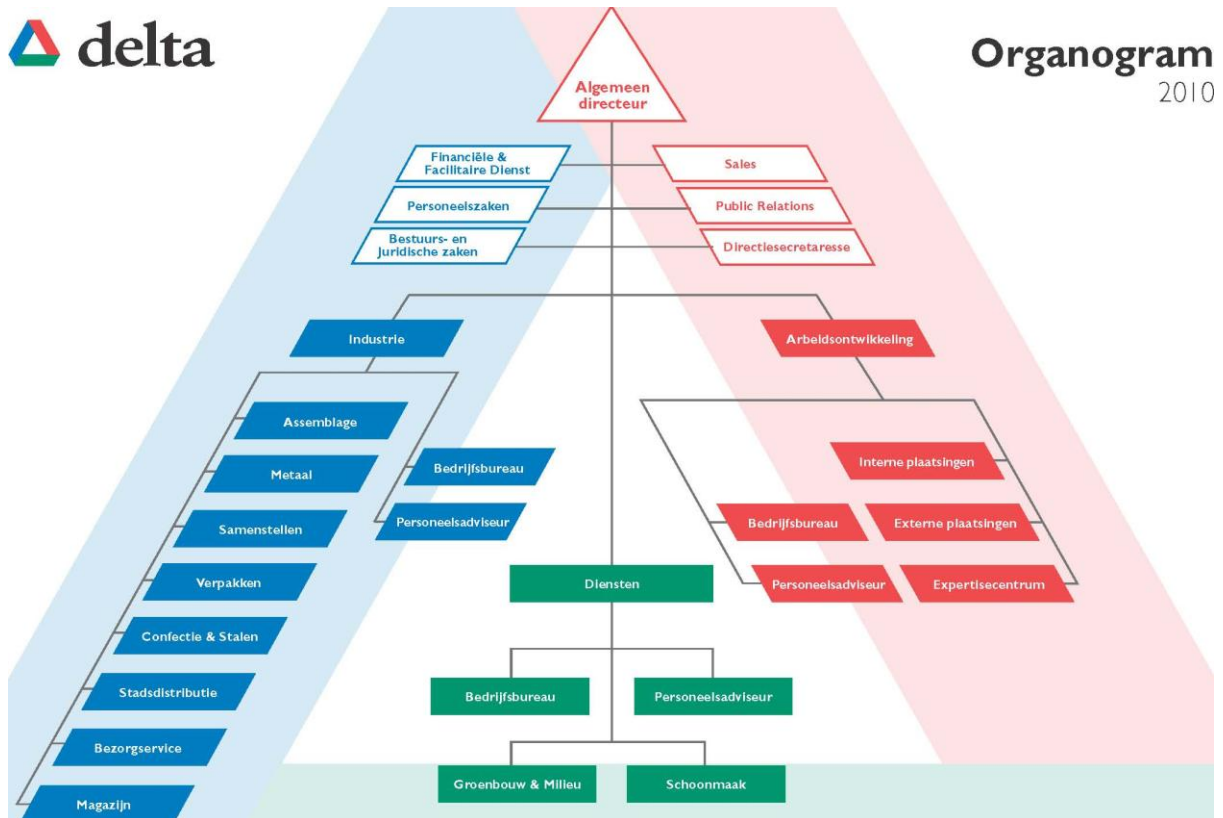 delta
Organogram
2010
Algemeen
directeur
Financiële &
Facilitaire Dienst
Sales
Personeelszaken
Public Relations
Bestuurs- en
Juridische zaken
Directiesecretaresse
Industrie
Arbeidsontwikkeling
Assemblage
Metaal
Samenstellen
Verpakken
Confectie & Stalen
Stadsdistributie
Bezorgservice
Magazijn
Bedrijfsbureau
Personeelsadviseur
Interne plaatsingen
Bedrijfsbureau
Externe plaatsingen
Personeelsadviseur
Expertisecentrum
Diensten
Bedrijfsbureau
Personeelsadviseur
Groenbouw & Milieu
Schoonmaak